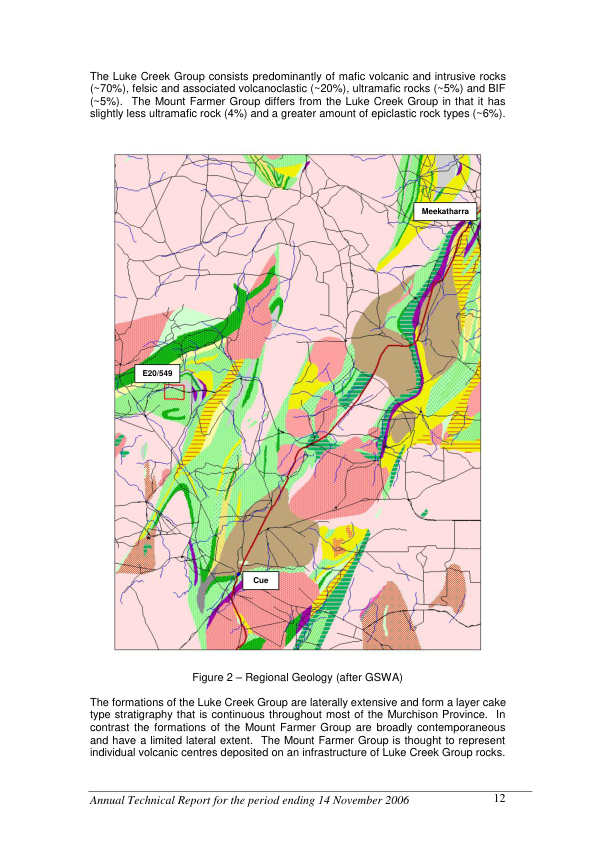 The Luke Creek Group consists predominantly of mafic volcanic and intrusive rocks
(~70%), felsic and associated volcanoclastic (~20%), ultramafic rocks (~5%) and BIF
(~5%).  The Mount Farmer Group differs from the Luke Creek Group in that it has
slightly less ultramafic rock (4%) and a greater amount of epiclastic rock types (~6%).
Meekatharra
E20/549
Cue
Figure 2 – Regional Geology (after GSWA)
The formations of the Luke Creek Group are laterally extensive and form a layer cake
type stratigraphy that is continuous throughout most of the Murchison Province.  In
contrast the formations of the Mount Farmer Group are broadly contemporaneous
and have a limited lateral extent.  The Mount Farmer Group is thought to represent
individual volcanic centres deposited on an infrastructure of Luke Creek Group rocks.
Annual Technical Report for the period ending 14 November 2006 12